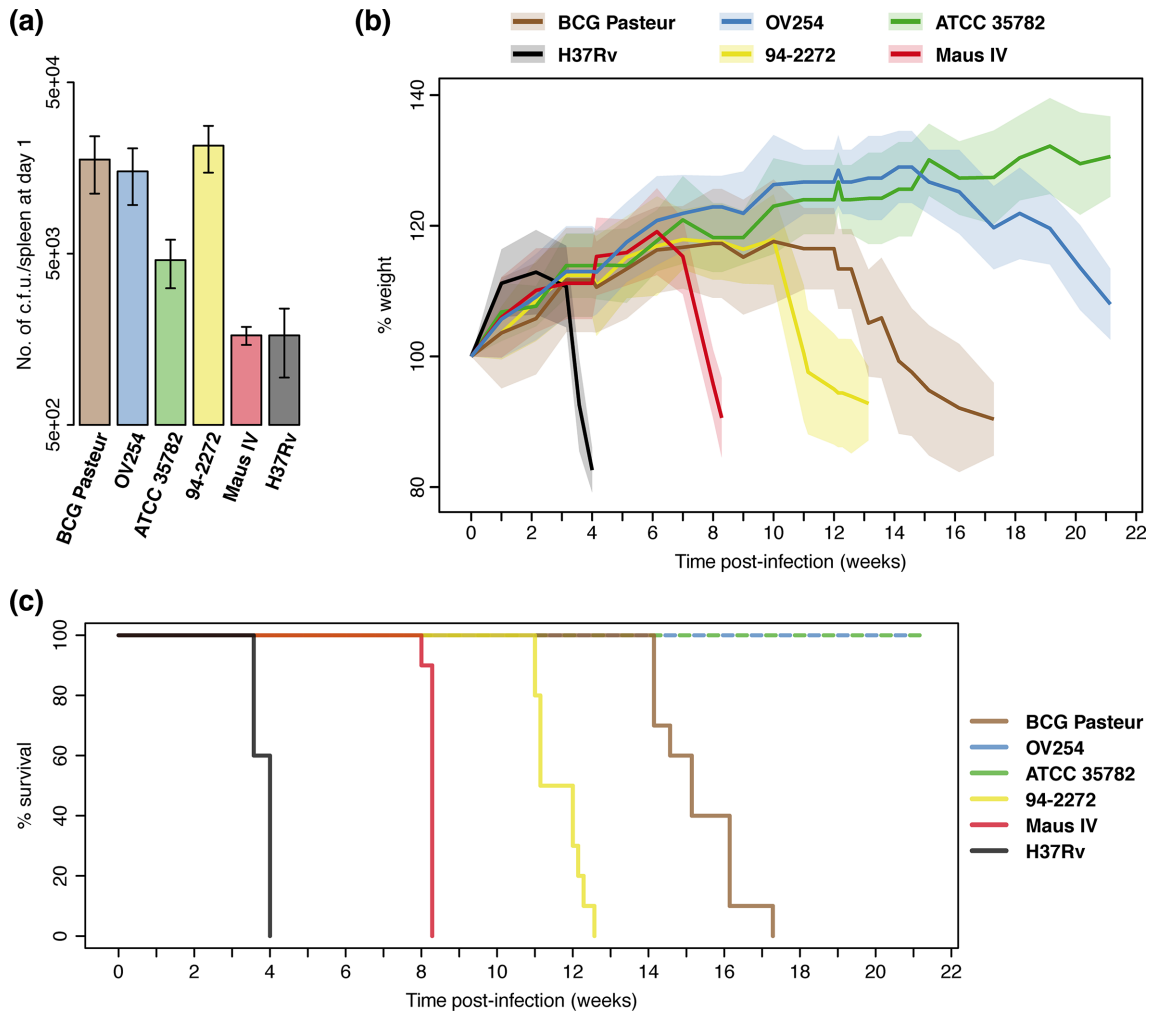 (a)
No. of c.f.u./spleen at day 1
5e+04
5e+03
5e+02
BCG Pasteur
OV254
ATCC 35782
94-2272
Maus IV
H37Rv
(b)
BCG Pasteur OV254 ATCC 35782
H37Rv 94-2272 Maus IV
% weight
140
120
100
80
0 2 4 6 8 10 12 14 16 18 20 22
Time post-infection (weeks)
(c)
% survival
100
80
60
40
20
0
0 2 4 6 8 10 12 14 16 18 20 22
Time post-infection (weeks)
BCG Pasteur
OV254
ATCC 35782
94-2272
Maus IV
H37Rv